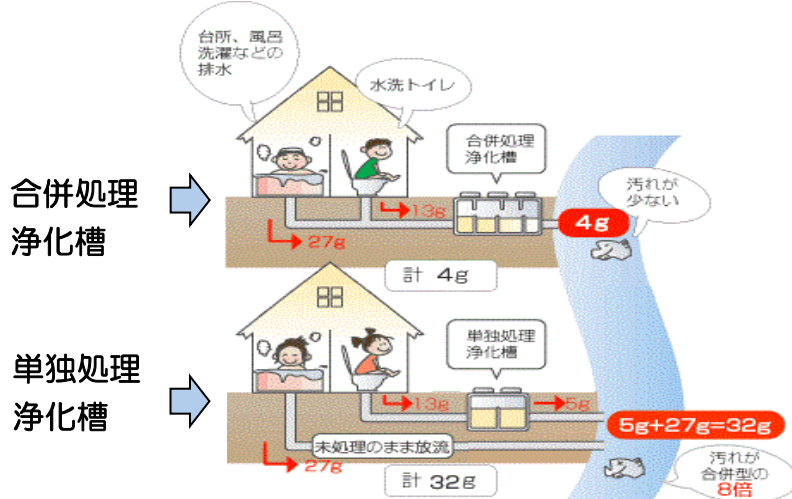 台所、風呂
洗濯などの
排水
水洗トイレ
合併処理
浄化槽
合併処理
浄化槽
汚れが
少ない
13g
27g
4g
計 4g
単独処理
浄化槽
単独処理
浄化槽
13g
5g
5g+27g=32g
未処理のまま放流
27g
計 32g
汚れが
合併型の
8倍